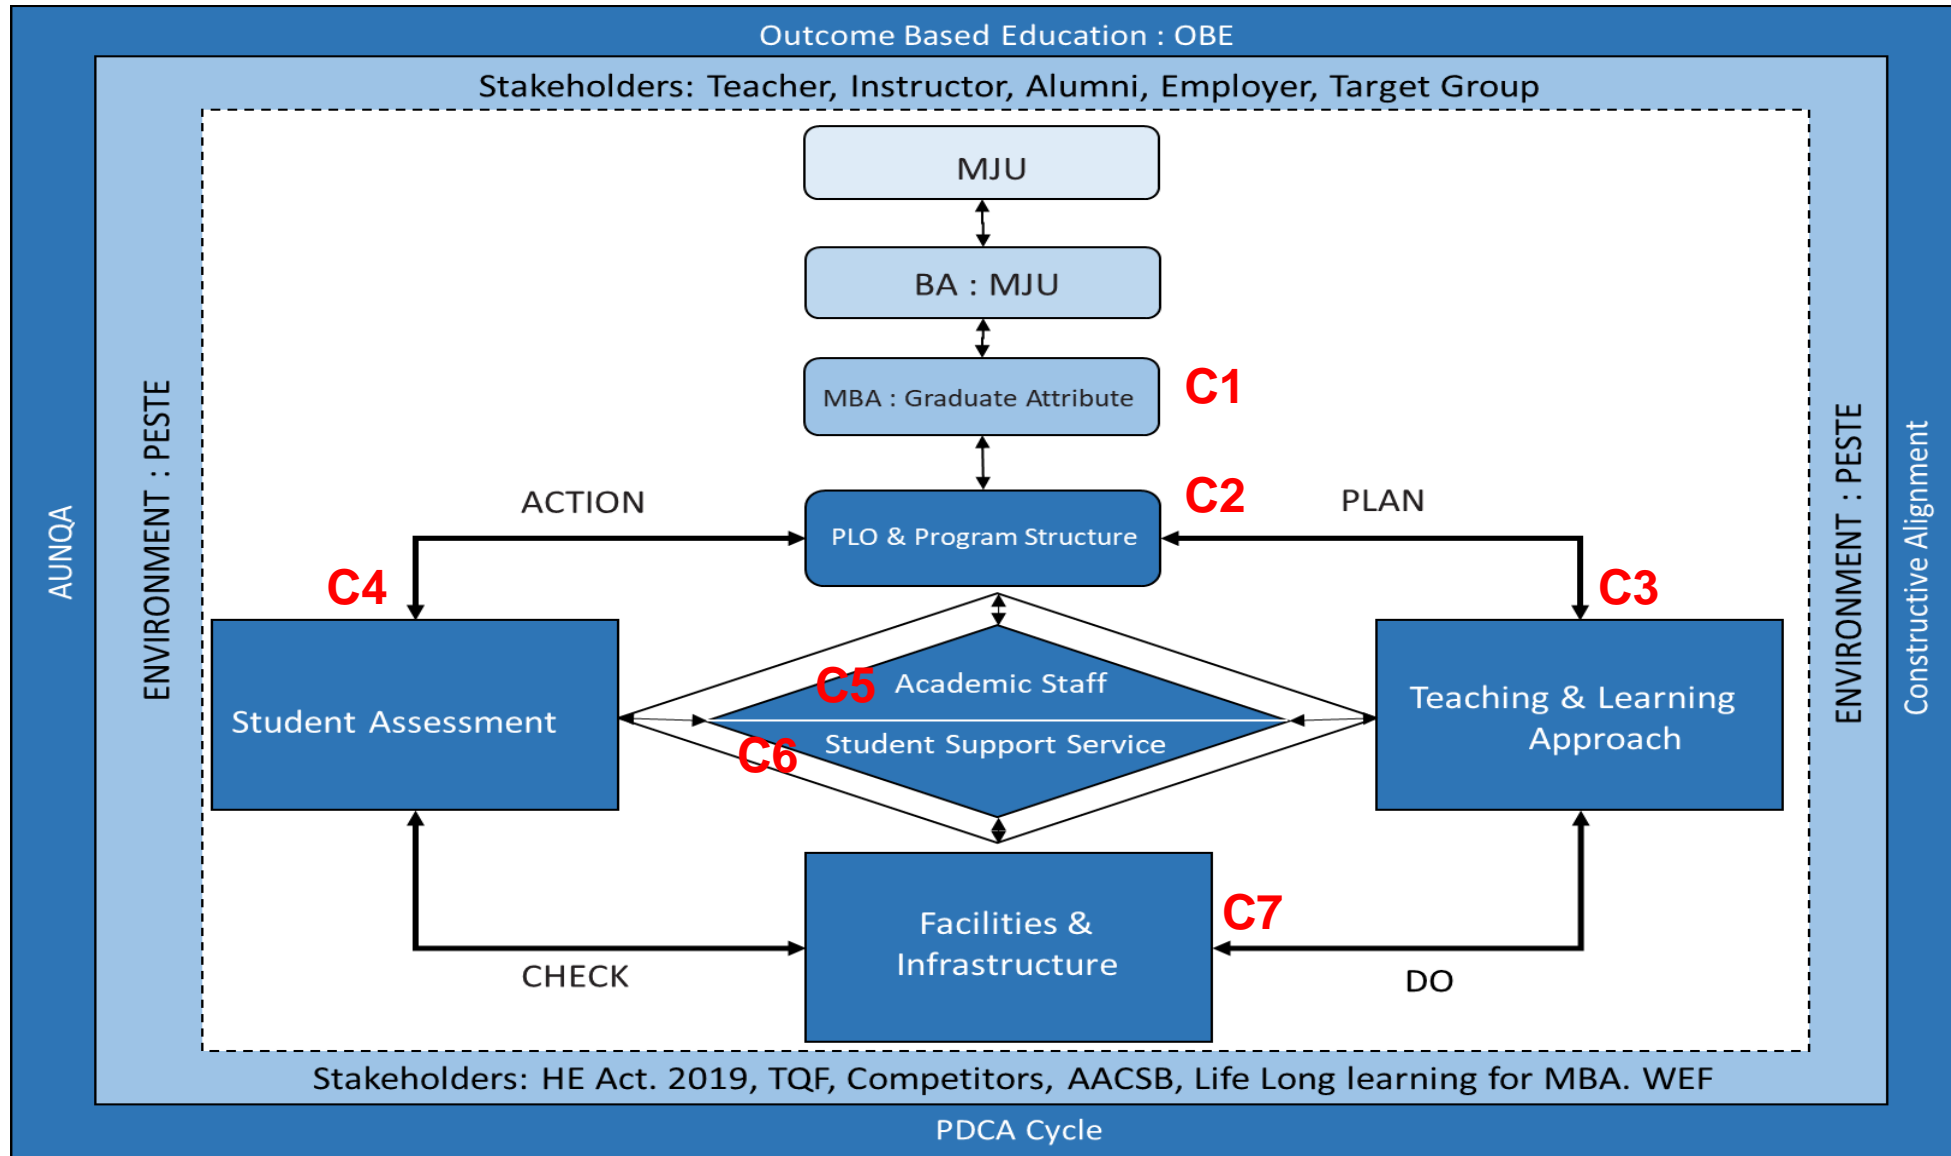 Outcome Based Education : OBE
Stakeholders: Teacher, Instructor, Alumni, Employer, Target Group
MJU
BA : MJU
MBA : Graduate Attribute
C1
C2
ACTION
PLAN
PLO & Program Structure
C4
C3
AUNQA
ENVIRONMENT : PESTE
ENVIRONMENT : PESTE
Constructive Alignment
C5
Academic Staff
Student Assessment
Teaching & Learning
Approach
C6
Student Support Service
Facilities &
Infrastructure
C7
CHECK
DO
Stakeholders: HE Act. 2019, TQF, Competitors, AACSB, Life Long learning for MBA. WEF
PDCA Cycle